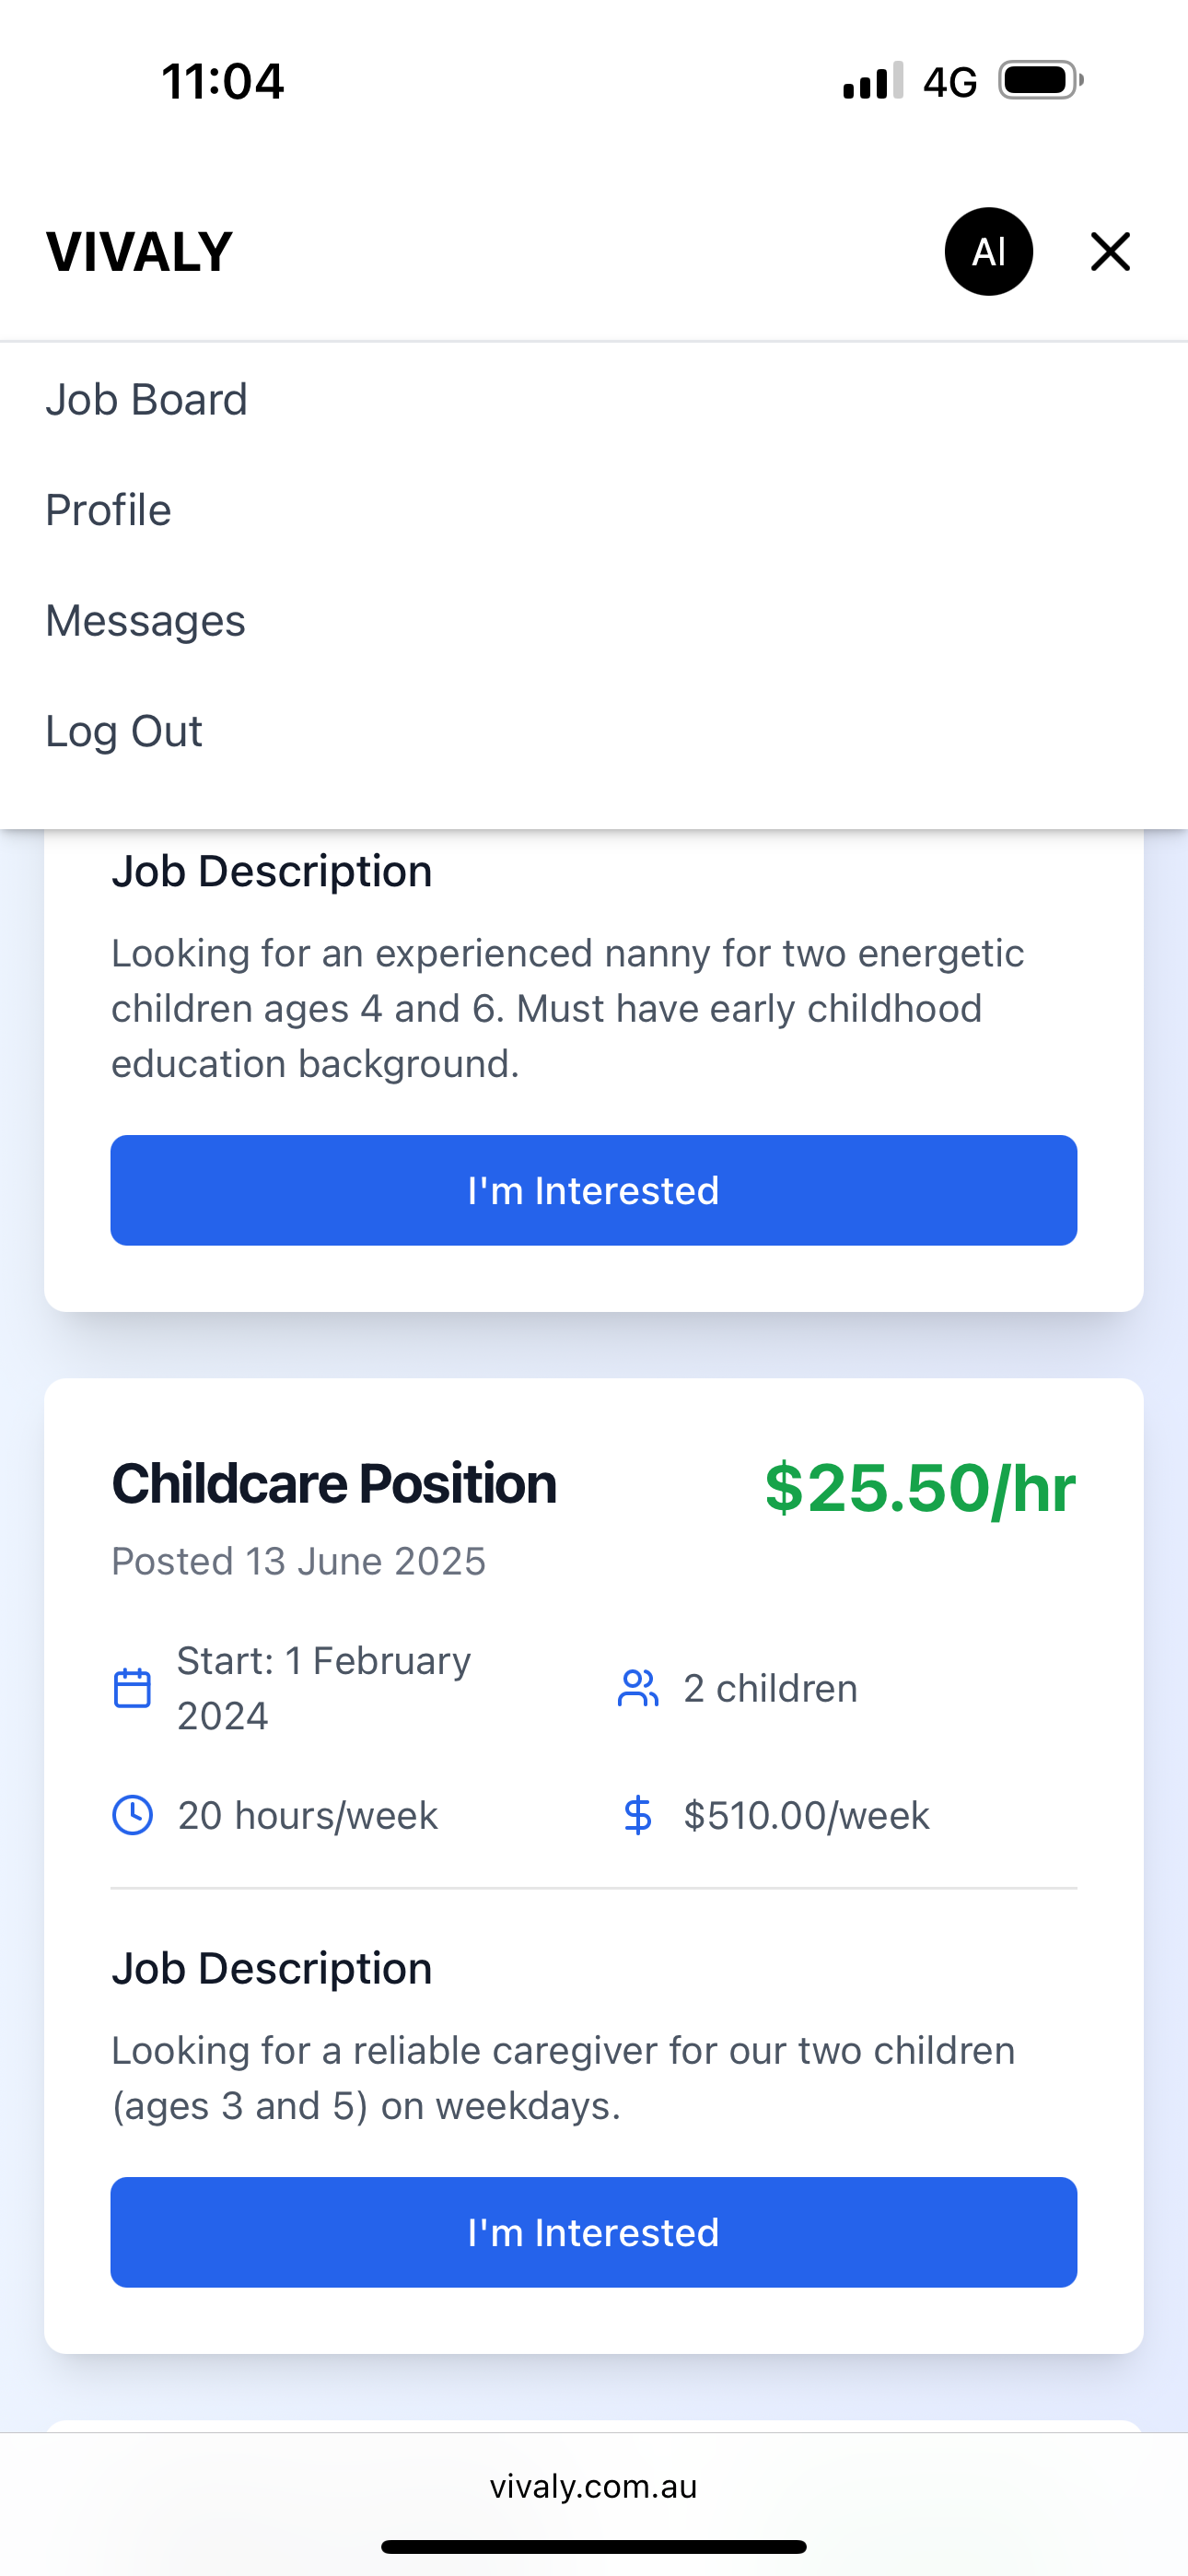 11:04
4G
VIVALY
Al
Job Board
Profile
Messages
Log Out
Job Description
Looking for an experienced nanny for two energetic
children ages 4 and 6. Must have early childhood
education background.
I'm Interested
Childcare Position
$25.50/hr
Posted 13 June 2025
Start: 1 February
2024
2 children
20 hours/week
$510.00/week
Job Description
Looking for a reliable caregiver for our two children
(ages 3 and 5) on weekdays.
I'm Interested
vivaly.com.au